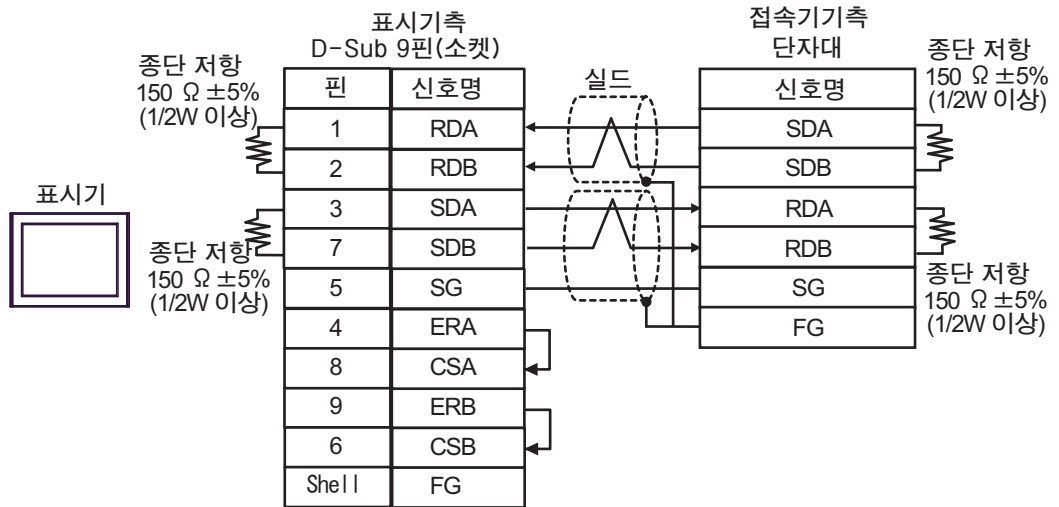 표시기측
D-Sub 9핀(소켓)
접속기기측
단자대
종단 저항
150 Ω ±5%
(1/2W 이상)
종단 저항
150 Ω ±5%
(1/2W 이상)
실드
핀 신호명
1 RDA
2 RDB
3 SDA
7 SDB
5 SG
4 ERA
8 CSA
9 ERB
6 CSB
Shell FG
신호명
SDA
SDB
RDA
RDB
SG
FG
표시기
종단 저항
150 Ω ±5%
(1/2W 이상)
종단 저항
150 Ω ±5%
(1/2W 이상)